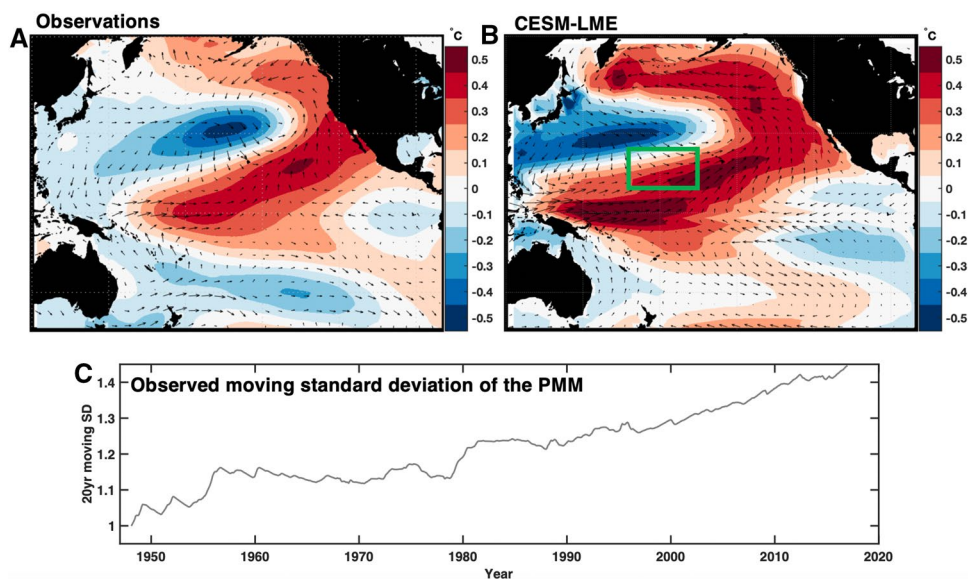 A
Observations
°C
0.5
0.4
0.3
0.2
0.1
0
-0.1
-0.2
-0.3
-0.4
-0.5
B
CESM-LME
°C
0.5
0.4
0.3
0.2
0.1
0
-0.1
-0.2
-0.3
-0.4
-0.5
C
Observed moving standard deviation of the PMM
20yr moving SD
1.4
1.3
1.2
1.1
1
1950 1960 1970 1980 1990 2000 2010 2020
Year